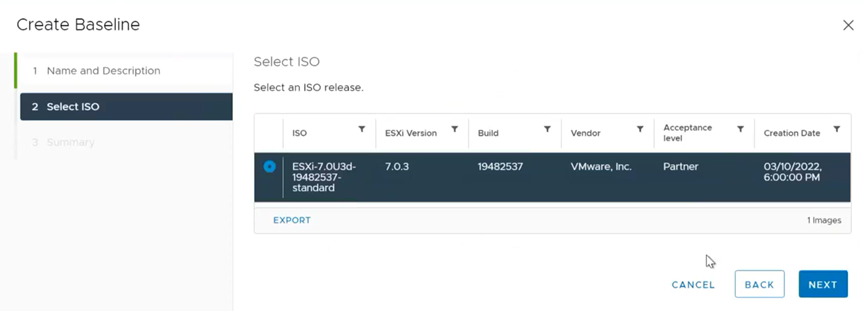 Create Baseline
1 Name and Description
2 Select ISO
3 Summary
Select ISO
Select an ISO release.
ISO ESXi Version Build Vendor Acceptance level Creation Date
ESXi-7.0U3d-19482537-standard 7.0.3 19482537 VMware, Inc. Partner 03/10/2022, 6:00:00 PM
EXPORT 1 Images
CANCEL BACK NEXT